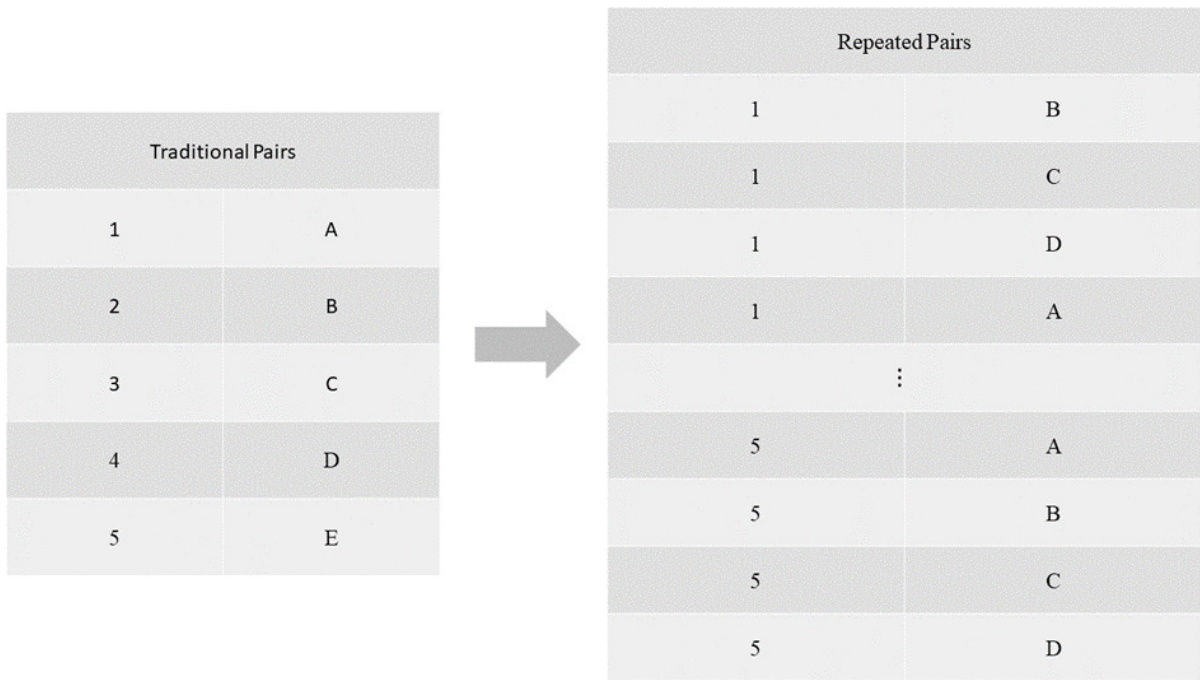 Traditional Pairs
1 A
2 B
3 C
4 D
5 E
Repeated Pairs
1 B
1 C
1 D
1 A
⋮
5 A
5 B
5 C
5 D